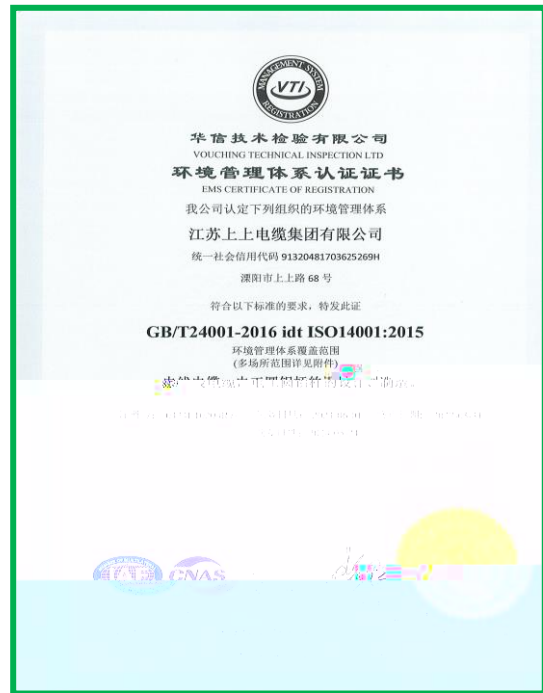 MANAGEMENT SYSTEM
VTI
REGISTRATION
华信技术检验有限公司
VOUCHING TECHNICAL INSPECTION LTD
环境管理体系认证证书
EMS CERTIFICATE OF REGISTRATION
我公司认定下列组织的环境管理体系
江苏上上电缆集团有限公司
统一社会信用代码 91320481703625269H
溧阳市上上路 68 号
符合以下标准的要求，特发此证
GB/T24001-2016 idt ISO14001:2015
环境管理体系覆盖范围
(多场所范围详见附件)
IAF
CNAS